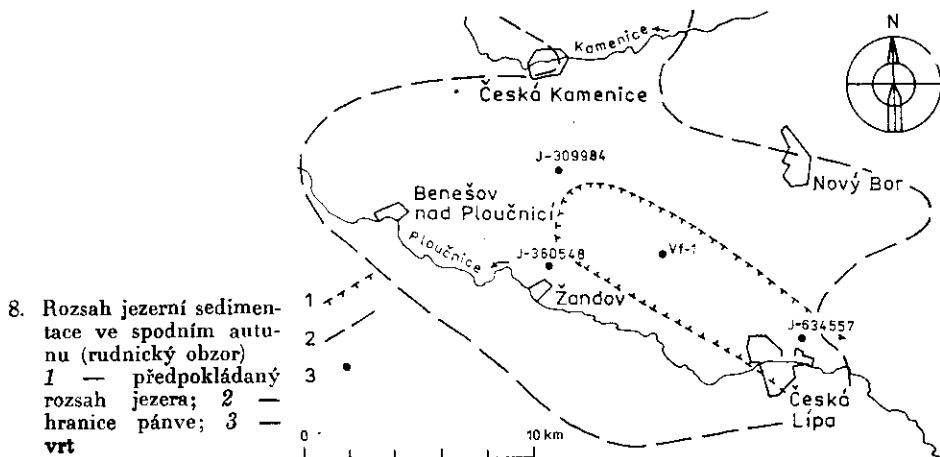 N
Kamenice
Česká Kamenice
J-309984
Nový Bor
Benešov
nad Ploučnicí
Ploučnice
J-360548
Vf-1
Žandov
J-634557
Česká
Lípa
1
2
3
0
10 km
8. Rozsah jezerní sedimen-
tace ve spodním autu-
nu (rudnický obzor)
1 — předpokládaný
rozsah jezera; 2 —
hranice pánve; 3 —
vrt